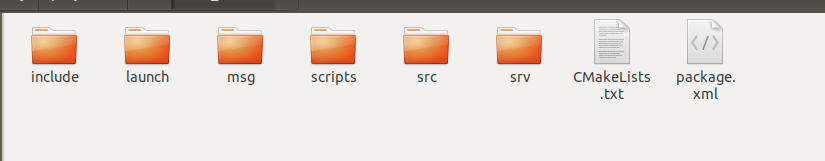 include
launch
msg
scripts
src
srv
CMakeLists
.txt
package.
xml